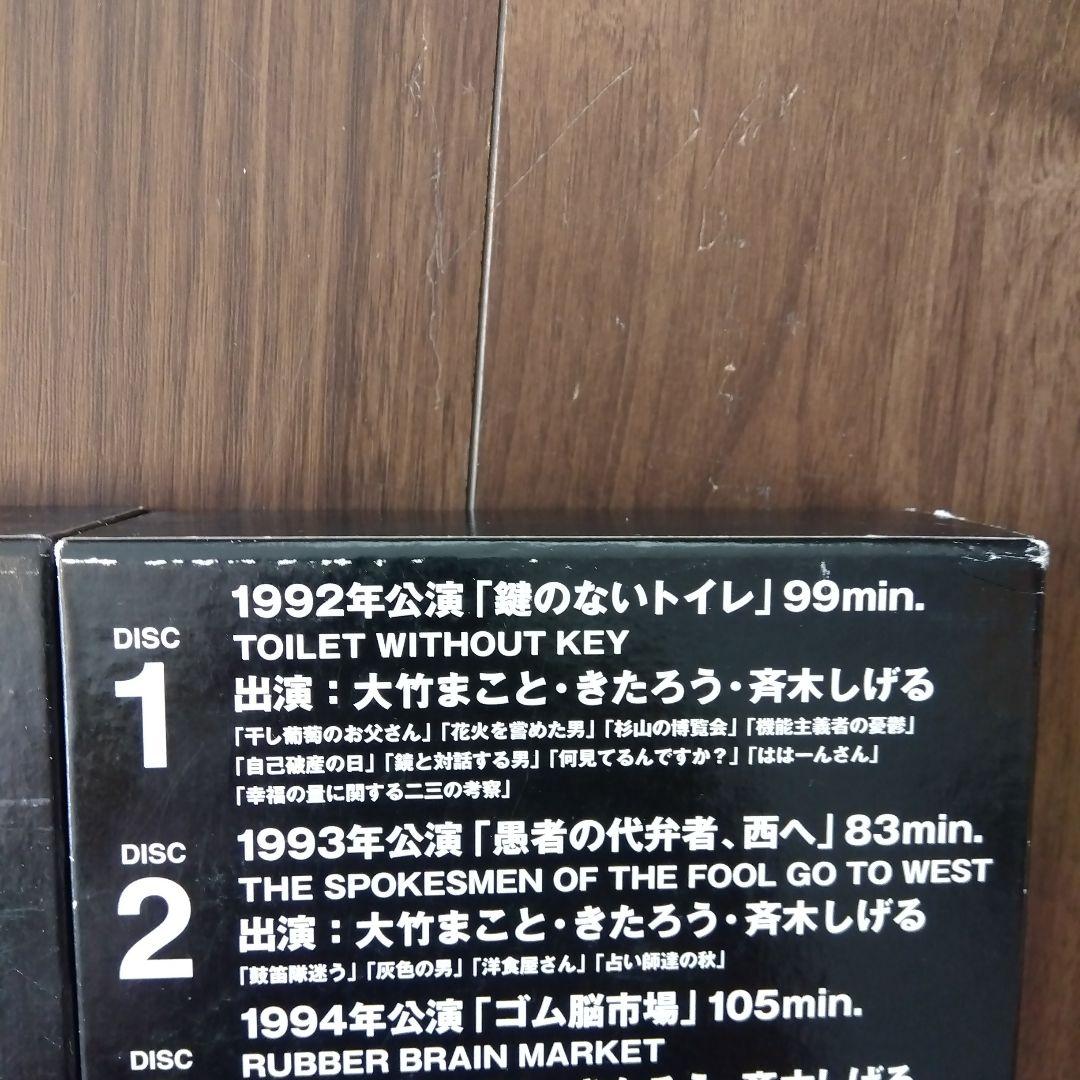 DISC
1
1992年公演「鍵のないトイレ」99min.
TOILET WITHOUT KEY
出演：大竹まこと・きたろう・斉木しげる
「干し葡萄のお父さん」「花火を嘗めた男」「杉山の博覧会」「機能主義者の憂鬱」
「自己破産の日」「鏡と対話する男」「何見てるんですか？」「ははーんさん」
「幸福の量に関する二三の考察」
DISC
2
1993年公演「愚者の代弁者、西へ」83min.
THE SPOKESMEN OF THE FOOL GO TO WEST
出演：大竹まこと・きたろう・斉木しげる
「鼓笛隊迷う」「灰色の男」「洋食屋さん」「占い師達の秋」
DISC
1994年公演「ゴム脳市場」105min.
RUBBER BRAIN MARKET
斉木しげる